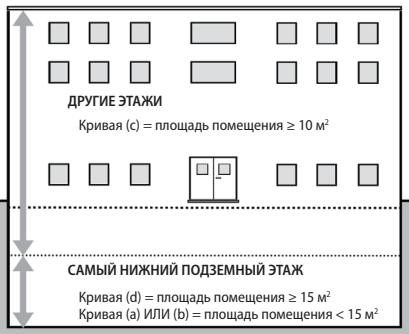 ДРУГИЕ ЭТАЖИ
Кривая (c) = площадь помещения ≥ 10 м²
САМЫЙ НИЖНИЙ ПОДЗЕМНЫЙ ЭТАЖ
Кривая (d) = площадь помещения ≥ 15 м²
Кривая (a) ИЛИ (b) = площадь помещения < 15 м²